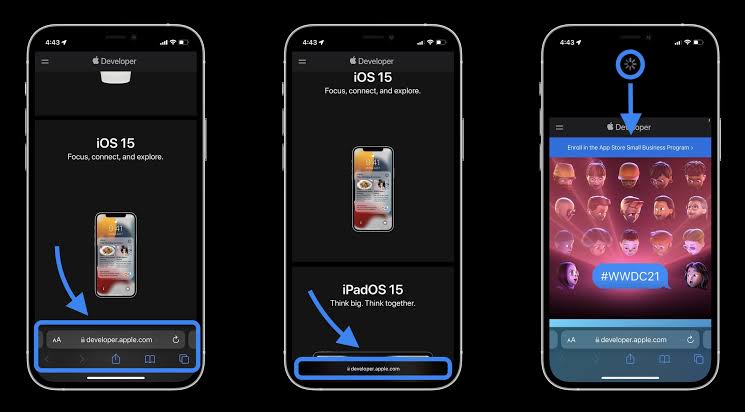 4:43
Developer
iOS 15
Focus, connect, and explore.
AA developer.apple.com
4:43
Developer
iOS 15
Focus, connect, and explore.
9:41
iPadOS 15
Think big. Think together.
developer.apple.com
4:43
Developer
Enroll in the App Store Small Business Program >
#WWDC21
AA developer.apple.com